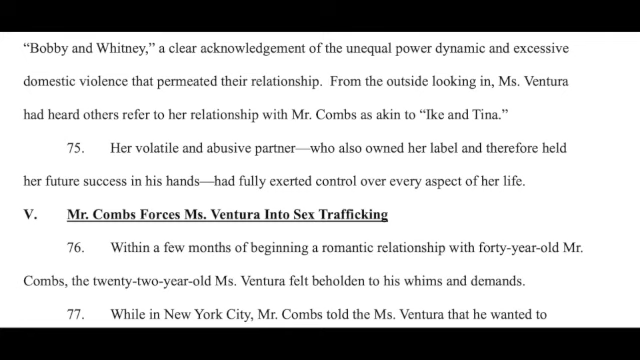 “Bobby and Whitney,” a clear acknowledgement of the unequal power dynamic and excessive
domestic violence that permeated their relationship.  From the outside looking in, Ms. Ventura
had heard others refer to her relationship with Mr. Combs as akin to “Ike and Tina.”
75. Her volatile and abusive partner—who also owned her label and therefore held
her future success in his hands—had fully exerted control over every aspect of her life.
V. Mr. Combs Forces Ms. Ventura Into Sex Trafficking
76. Within a few months of beginning a romantic relationship with forty-year-old Mr.
Combs, the twenty-two-year-old Ms. Ventura felt beholden to his whims and demands.
77. While in New York City, Mr. Combs told the Ms. Ventura that he wanted to